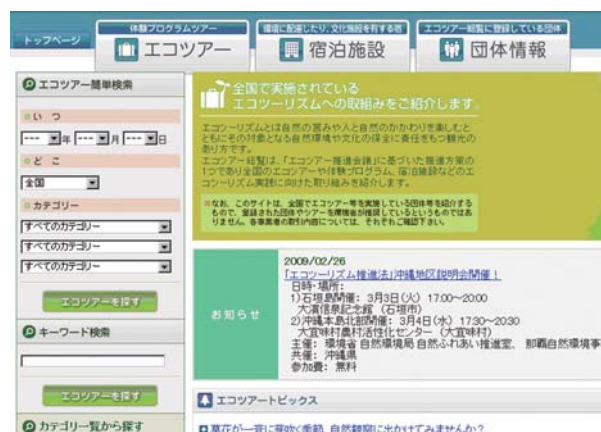 トップページ
体験プログラムツアー
エコツアー
環境に配慮したり、文化施設を有する宿
宿泊施設
エコツアー総覧に登録している団体
団体情報
エコツアー簡単検索
いつ
--- 年 --- 月 --- 日
どこ
全国
カテゴリー
すべてのカテゴリー
すべてのカテゴリー
すべてのカテゴリー
エコツアーを探す
キーワード検索
エコツアーを探す
カテゴリ一覧から探す
全国で実施されている
エコツーリズムへの取組みをご紹介します。
エコツーリズムとは自然の営みや人と自然のかかわりを楽しむと
ともにその対象となる自然環境や文化の保全に責任をもつ観光の
あり方です。
エコツアー総覧は、「エコツアー推進会議」に基づいた推進方策の
1つであり全国のエコツアーや体験プログラム、宿泊施設などのエ
コツーリズム実践に向けた取り組みを紹介します。
※なお、このサイトは、全国でエコツアー等を実施している団体等を紹介する
もので、登録された団体やツアーを環境省が推奨しているというものではあ
りません。各事業者の取引内容については、それぞれご確認下さい。
お知らせ
2009/02/26
「エコツーリズム推進法」沖縄地区説明会開催！
日時・場所：
1)石垣島開催： 3月3日(火) 17:00～20:00
大濱信泉記念館 （石垣市）
2)沖縄本島北部開催： 3月4日(水) 17:30～20:30
大宜味村農村活性化センター （大宜味村）
主催： 環境省 自然環境局 自然ふれあい推進室、 那覇自然環境事
共催： 沖縄県
参加費： 無料
エコツアートピックス
草花が一斉に芽吹く季節、自然観察に出かけてみませんか？